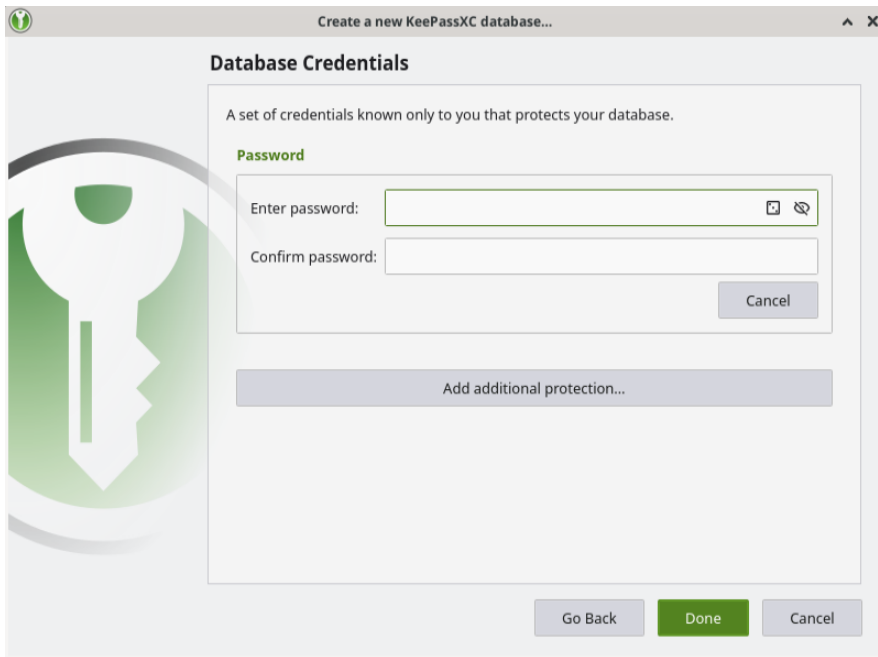 Create a new KeePassXC database...
Database Credentials
A set of credentials known only to you that protects your database.
Password
Enter password:
Confirm password:
Cancel
Add additional protection...
Go Back Done Cancel